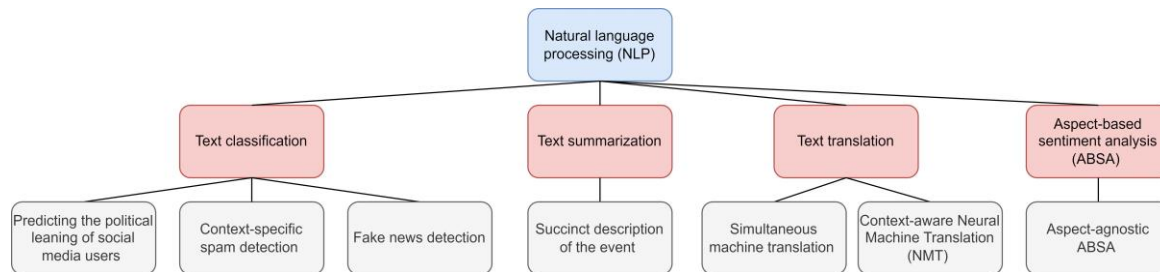 Natural language
processing (NLP)
Text classification
Text summarization
Text translation
Aspect-based
sentiment analysis
(ABSA)
Predicting the political
leaning of social
media users
Context-specific
spam detection
Fake news detection
Succinct description
of the event
Simultaneous
machine translation
Context-aware Neural
Machine Translation
(NMT)
Aspect-agnostic
ABSA